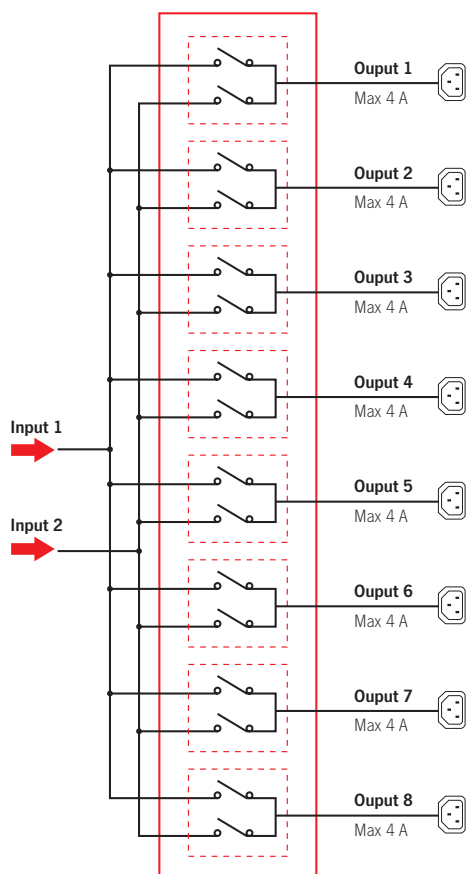 Ouput 1
Max 4 A
Ouput 2
Max 4 A
Ouput 3
Max 4 A
Ouput 4
Max 4 A
Input 1
Ouput 5
Max 4 A
Input 2
Ouput 6
Max 4 A
Ouput 7
Max 4 A
Ouput 8
Max 4 A